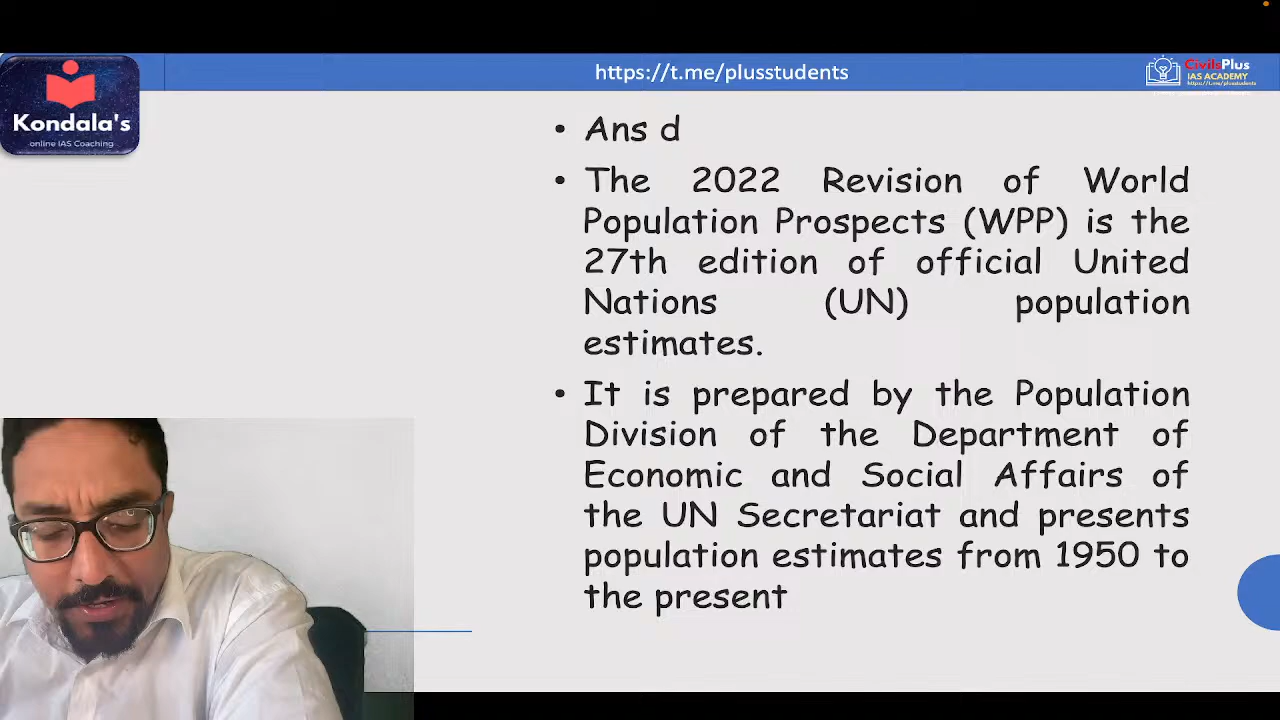 https://t.me/plusstudents
Kondala's
online IAS Coaching
CivilsPlus
IAS ACADEMY
https://t.me/plusstudents
• Ans d
• The 2022 Revision of World
Population Prospects (WPP) is the
27th edition of official United
Nations (UN) population
estimates.
• It is prepared by the Population
Division of the Department of
Economic and Social Affairs of
the UN Secretariat and presents
population estimates from 1950 to
the present